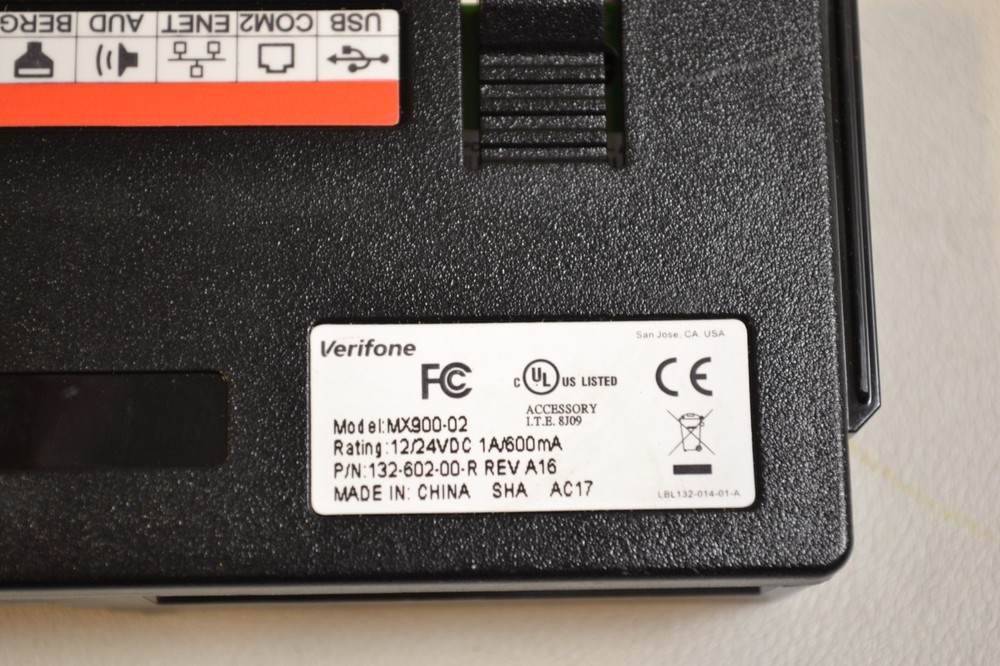 USB COM2 ENET AUD BERG
Verifone
San Jose, CA. USA
FC
C UL US LISTED
CE
ACCESSORY
I.T.E. 8J09
Model:MX900-02
Rating:12/24VDC 1A/600mA
P/N:132-602-00-R REV A16
MADE IN: CHINA SHA AC17
LBL132-014-01-A